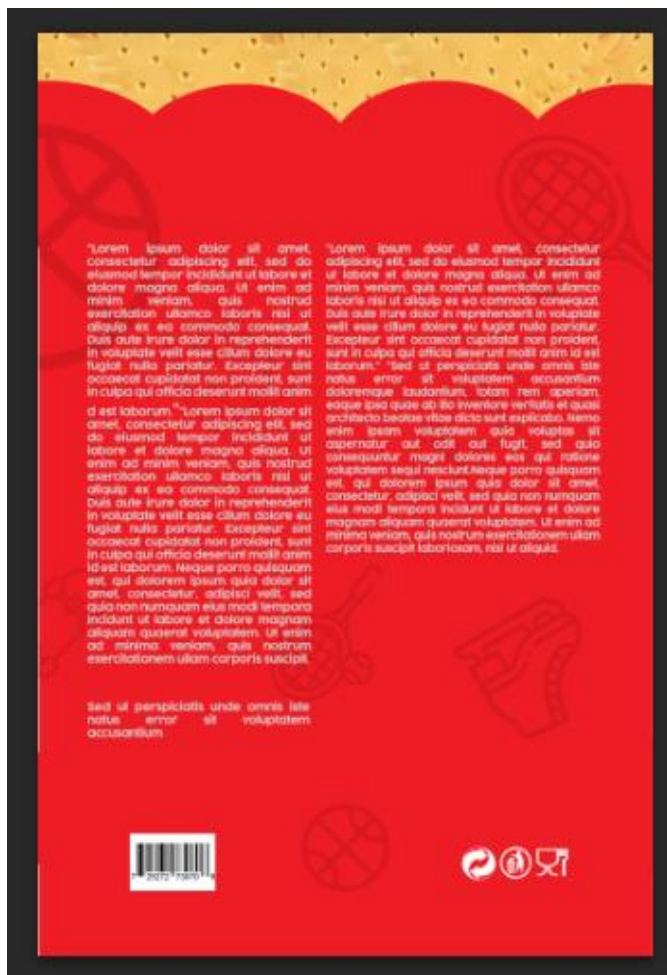 "Lorem ipsum dolor sit amet,
consectetur adipiscing elit, sed do
eiusmod tempor incididunt ut labore et
dolore magna aliqua. Ut enim ad
minim veniam, quis nostrud
exercitation ullamco laboris nisi ut
aliquip ex ea commodo consequat.
Duis aute irure dolor in reprehenderit
in voluptate velit esse cillum dolore eu
fugiat nulla pariatur. Excepteur sint
occaecat cupidatat non proident, sunt
in culpa qui officia deserunt mollit anim
d est laborum." "Lorem ipsum dolor sit
amet, consectetur adipiscing elit, sed
do eiusmod tempor incididunt ut
labore et dolore magna aliqua. Ut
enim ad minim veniam, quis nostrud
exercitation ullamco laboris nisi ut
aliquip ex ea commodo consequat.
Duis aute irure dolor in reprehenderit
in voluptate velit esse cillum dolore eu
fugiat nulla pariatur. Excepteur sint
occaecat cupidatat non proident, sunt
in culpa qui officia deserunt mollit anim
id est laborum. Neque porro quisquam
est, qui dolorem ipsum quia dolor sit
amet, consectetur, adipisci velit, sed
quia non numquam eius modi tempora
incidunt ut labore et dolore magnam
aliquam quaerat voluptatem. Ut enim
ad minima veniam, quis nostrum
exercitationem ullam corporis suscipit,
Sed ut perspiciatis unde omnis iste
natus error sit voluptatem
accusantium
"Lorem ipsum dolor sit amet, consectetur
adipiscing elit, sed do eiusmod tempor incididunt
ut labore et dolore magna aliqua. Ut enim ad
minim veniam, quis nostrud exercitation ullamco
laboris nisi ut aliquip ex ea commodo consequat.
Duis aute irure dolor in reprehenderit in voluptate
velit esse cillum dolore eu fugiat nulla pariatur.
Excepteur sint occaecat cupidatat non proident,
sunt in culpa qui officia deserunt mollit anim id est
laborum." "Sed ut perspiciatis unde omnis iste
natus error sit voluptatem accusantium
doloremque laudantium, totam rem aperiam,
eaque ipsa quae ab illo inventore veritatis et quasi
architecto beatae vitae dicta sunt explicabo. Nemo
enim ipsam voluptatem quia voluptas sit
aspernatur aut odit aut fugit, sed quia
consequuntur magni dolores eos qui ratione
voluptatem sequi nesciunt.Neque porro quisquam
est, qui dolorem ipsum quia dolor sit amet,
consectetur, adipisci velit, sed quia non numquam
eius modi tempora incidunt ut labore et dolore
magnam aliquam quaerat voluptatem. Ut enim ad
minima veniam, quis nostrum exercitationem ullam
corporis suscipit laboriosam, nisi ut aliquid.